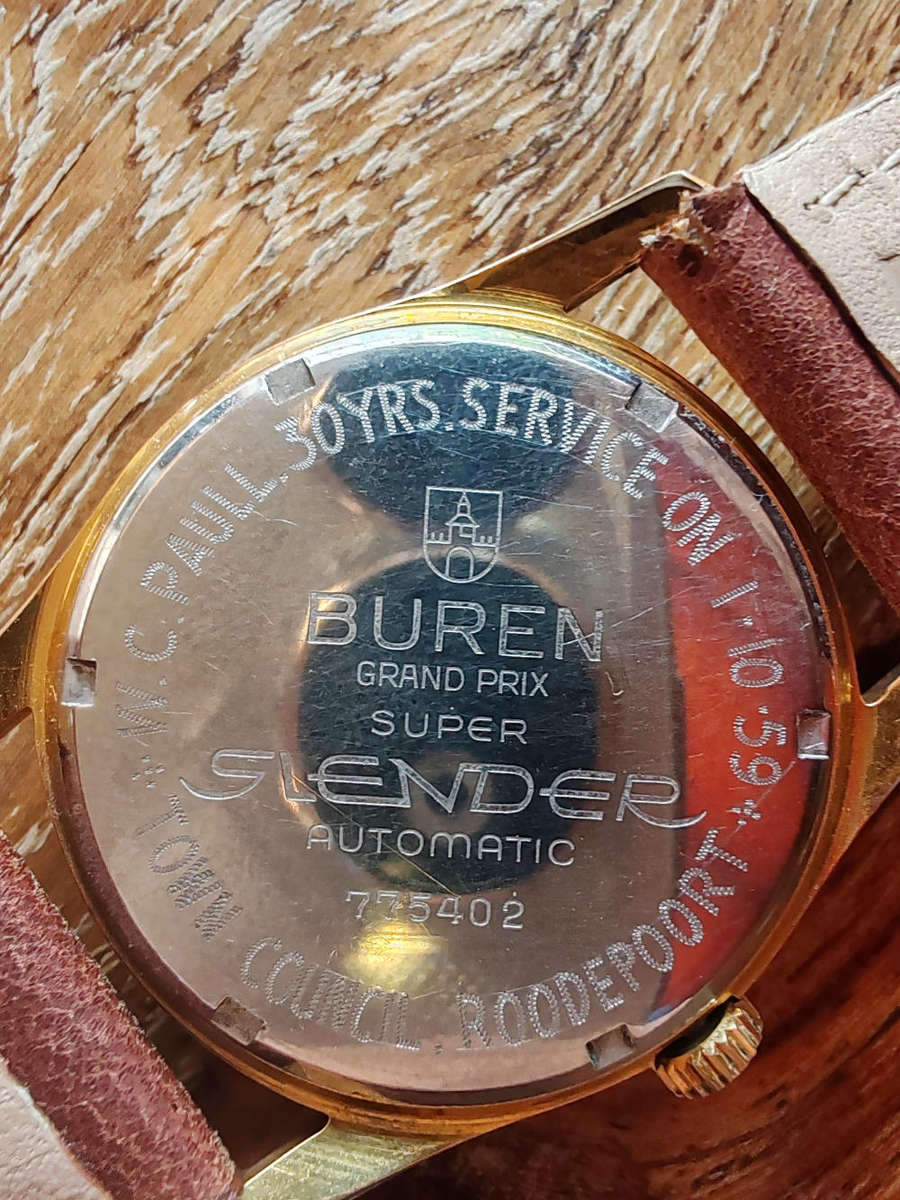 * W.C.PAULL.30YRS.SERVICE ON 1-10-59 *
BUREN
GRAND PRIX
SUPER
SLENDER
AUTOMATIC
775402
TOWN COUNCIL. ROODEPOORT